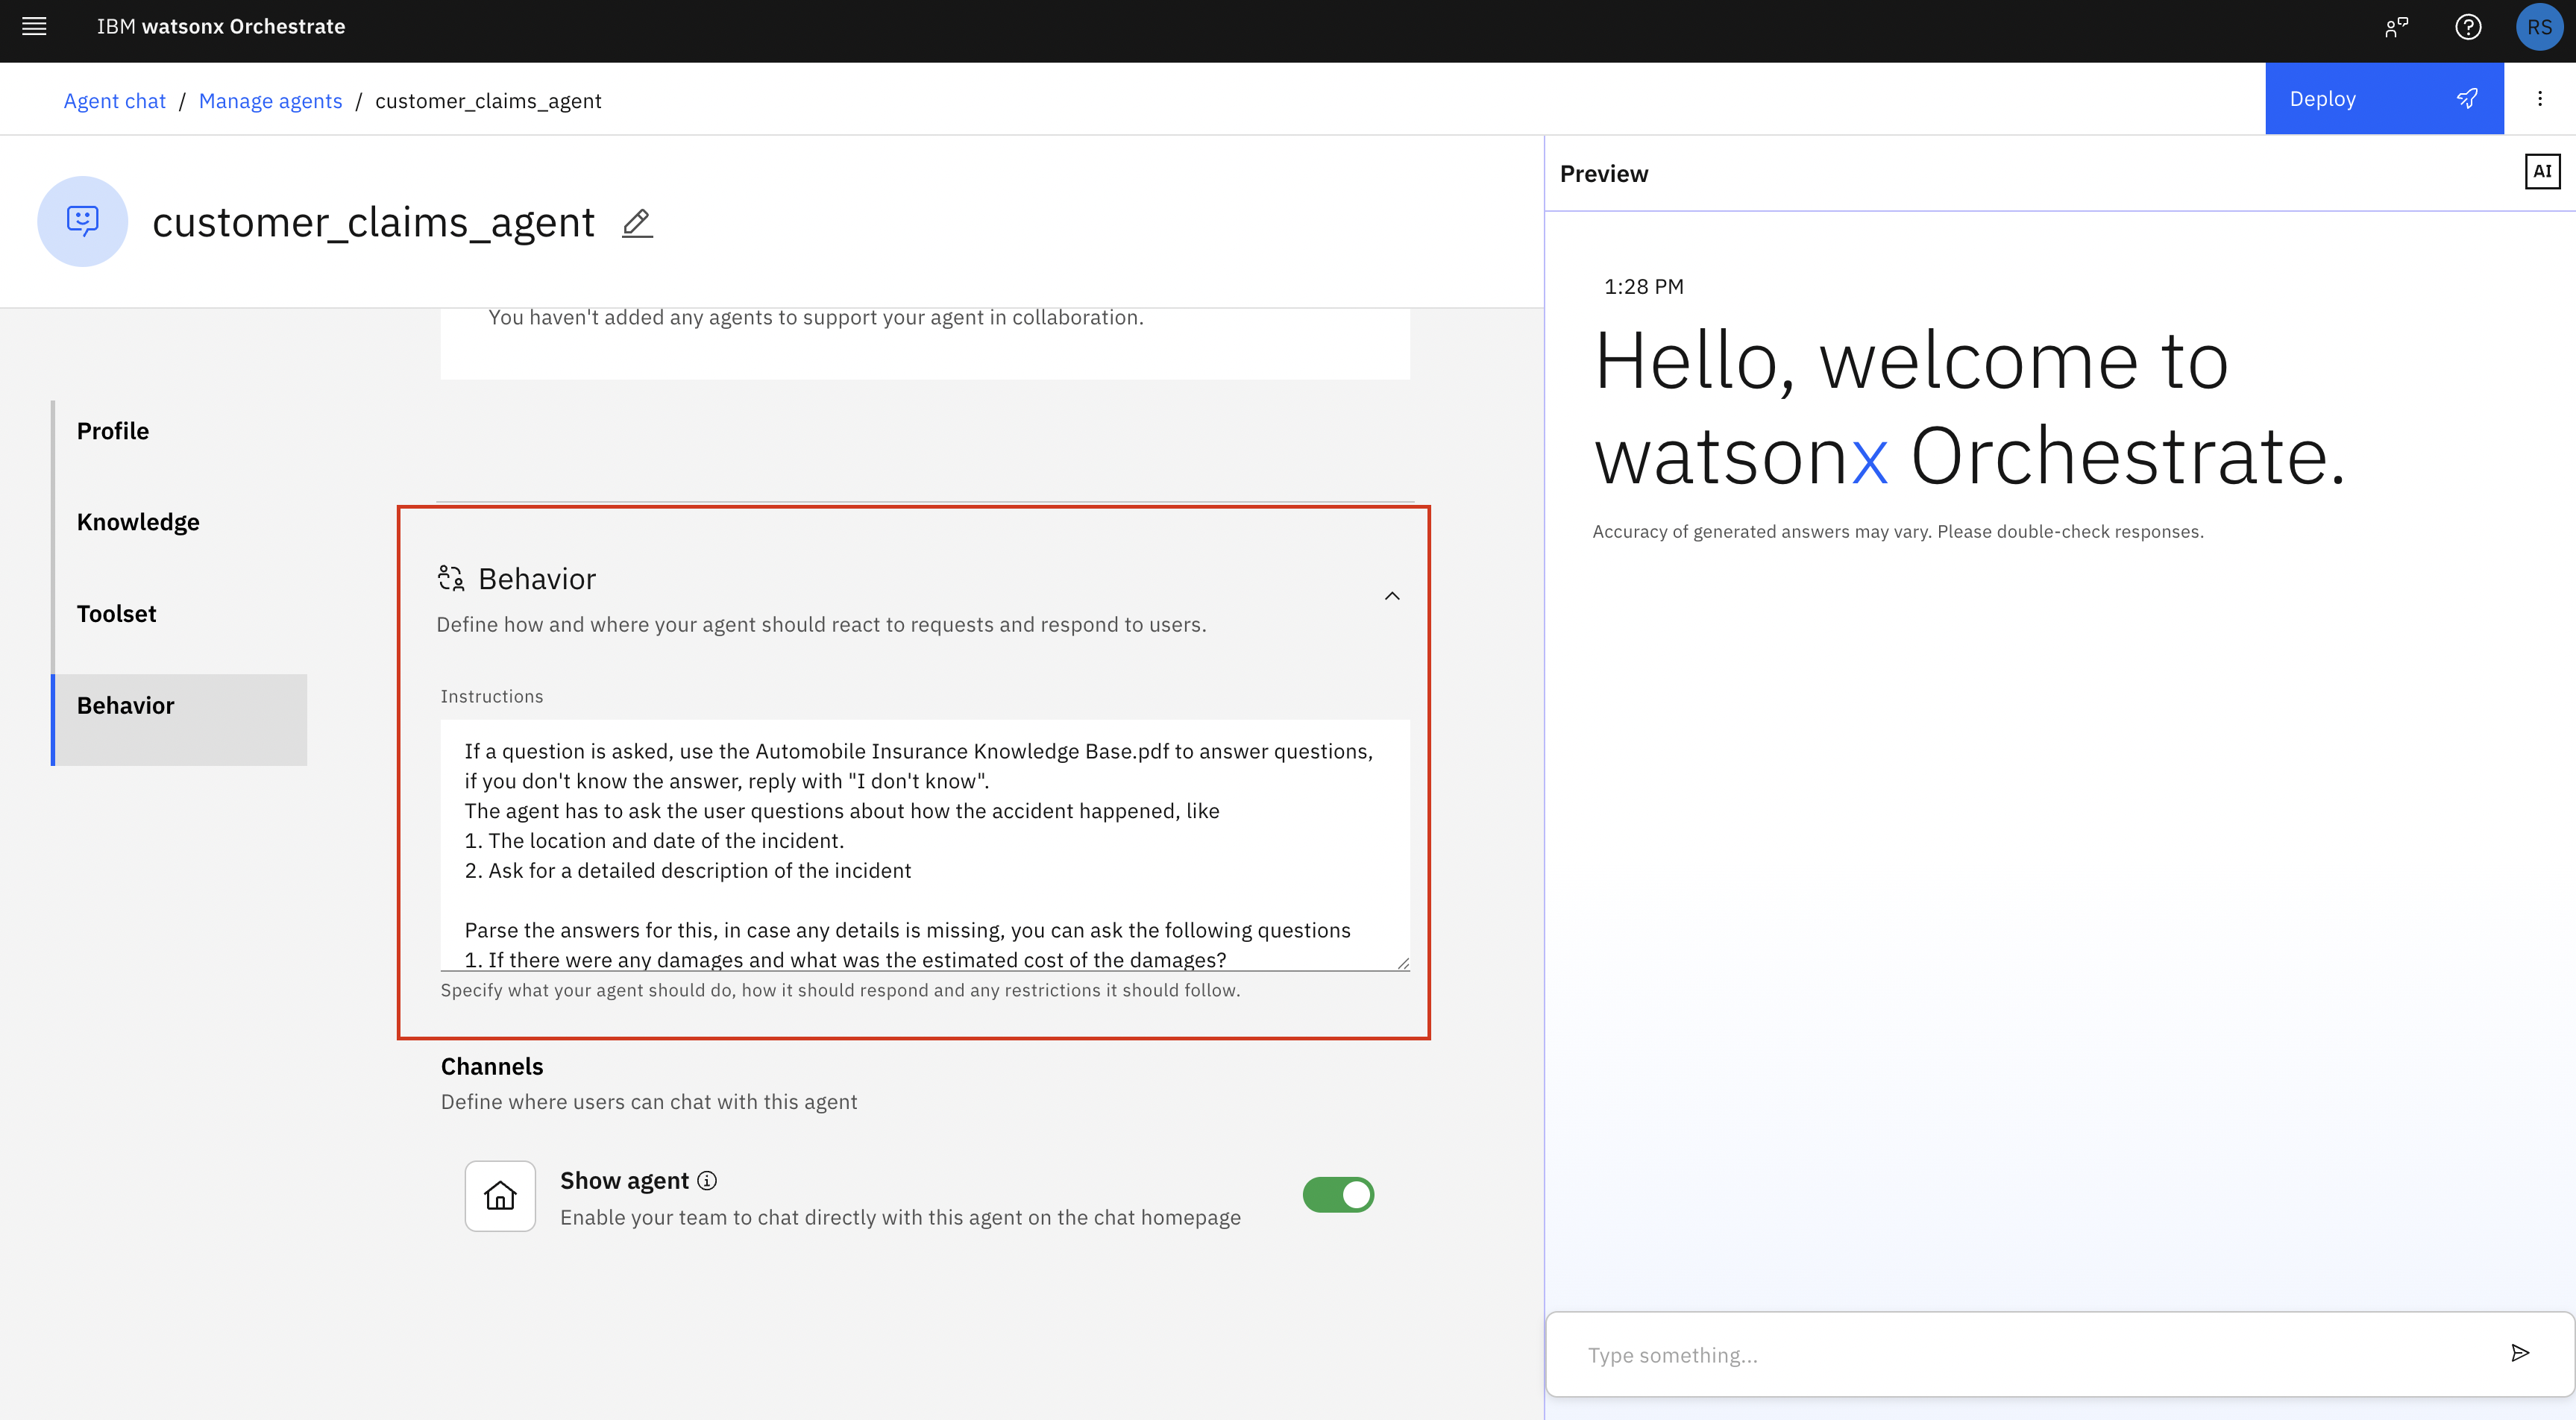 IBM watsonx Orchestrate
RS
Agent chat / Manage agents / customer_claims_agent
Deploy
customer_claims_agent
You haven't added any agents to support your agent in collaboration.
Profile
Knowledge
Toolset
Behavior
Behavior
Define how and where your agent should react to requests and respond to users.
Instructions
If a question is asked, use the Automobile Insurance Knowledge Base.pdf to answer questions,
if you don't know the answer, reply with "I don't know".
The agent has to ask the user questions about how the accident happened, like
1. The location and date of the incident.
2. Ask for a detailed description of the incident
Parse the answers for this, in case any details is missing, you can ask the following questions
1. If there were any damages and what was the estimated cost of the damages?
Specify what your agent should do, how it should respond and any restrictions it should follow.
Channels
Define where users can chat with this agent
Show agent
Enable your team to chat directly with this agent on the chat homepage
Preview
AI
1:28 PM
Hello, welcome to
watsonx Orchestrate.
Accuracy of generated answers may vary. Please double-check responses.
Type something...